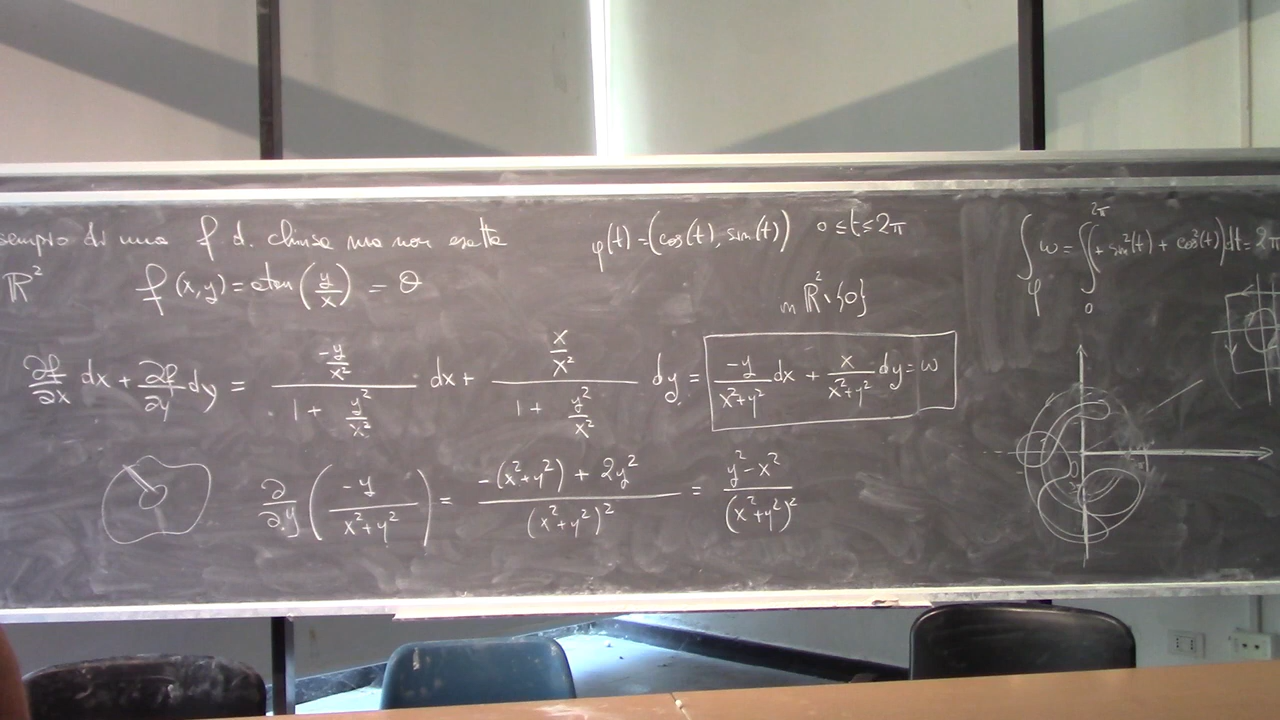 sempio di una f d. chiusa ma non esatta
ℝ² f(x,y) = atan(y/x) = θ
φ(t) = (cos(t), sin(t)) 0 ≤ t ≤ 2π
in ℝ²∖{0}
∫_φ ω = ∫_0^{2π} (+ sin²(t) + cos²(t)) dt = 2π
∂f/∂x dx + ∂f/∂y dy = (-y/x²)/(1 + y²/x²) dx + (x/x²)/(1 + y²/x²) dy = -y/(x²+y²) dx + x/(x²+y²) dy = ω
∂/∂y (-y/(x²+y²)) = (-(x²+y²) + 2y²)/(x²+y²)² = (y²-x²)/(x²+y²)²